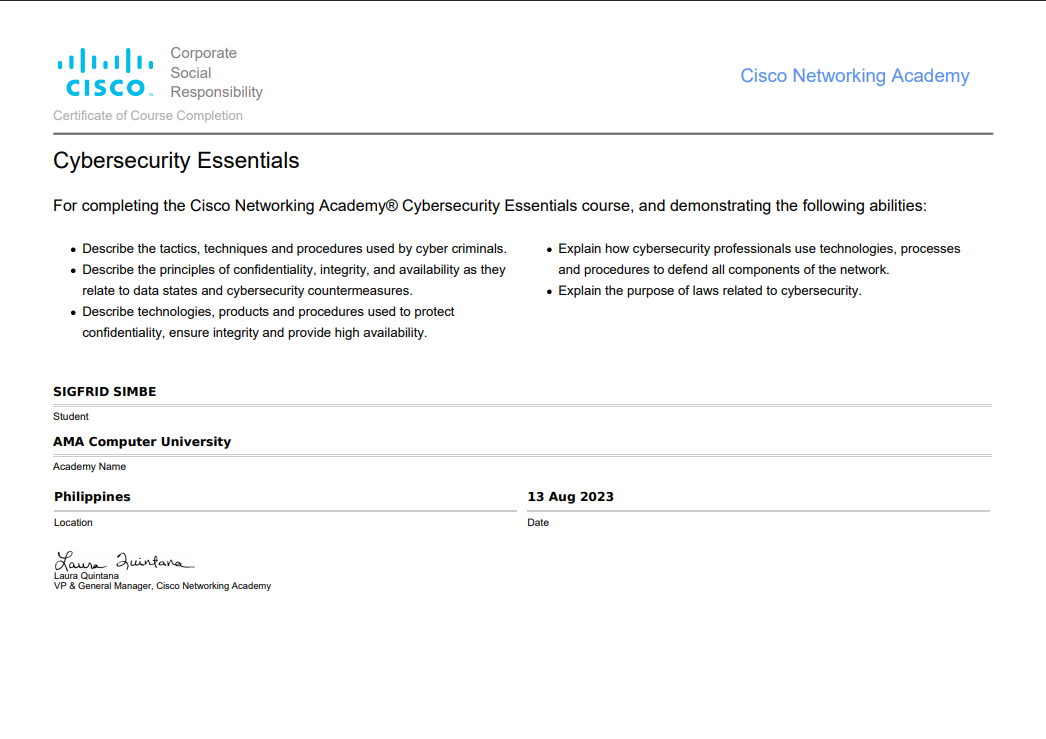 Corporate
Social
Responsibility
CISCO™
Cisco Networking Academy
Certificate of Course Completion
Cybersecurity Essentials
For completing the Cisco Networking Academy® Cybersecurity Essentials course, and demonstrating the following abilities:
• Describe the tactics, techniques and procedures used by cyber criminals.
• Describe the principles of confidentiality, integrity, and availability as they
relate to data states and cybersecurity countermeasures.
• Describe technologies, products and procedures used to protect
confidentiality, ensure integrity and provide high availability.
• Explain how cybersecurity professionals use technologies, processes
and procedures to defend all components of the network.
• Explain the purpose of laws related to cybersecurity.
SIGFRID SIMBE
Student
AMA Computer University
Academy Name
Philippines
Location
13 Aug 2023
Date
Laura Quintana
Laura Quintana
VP & General Manager, Cisco Networking Academy